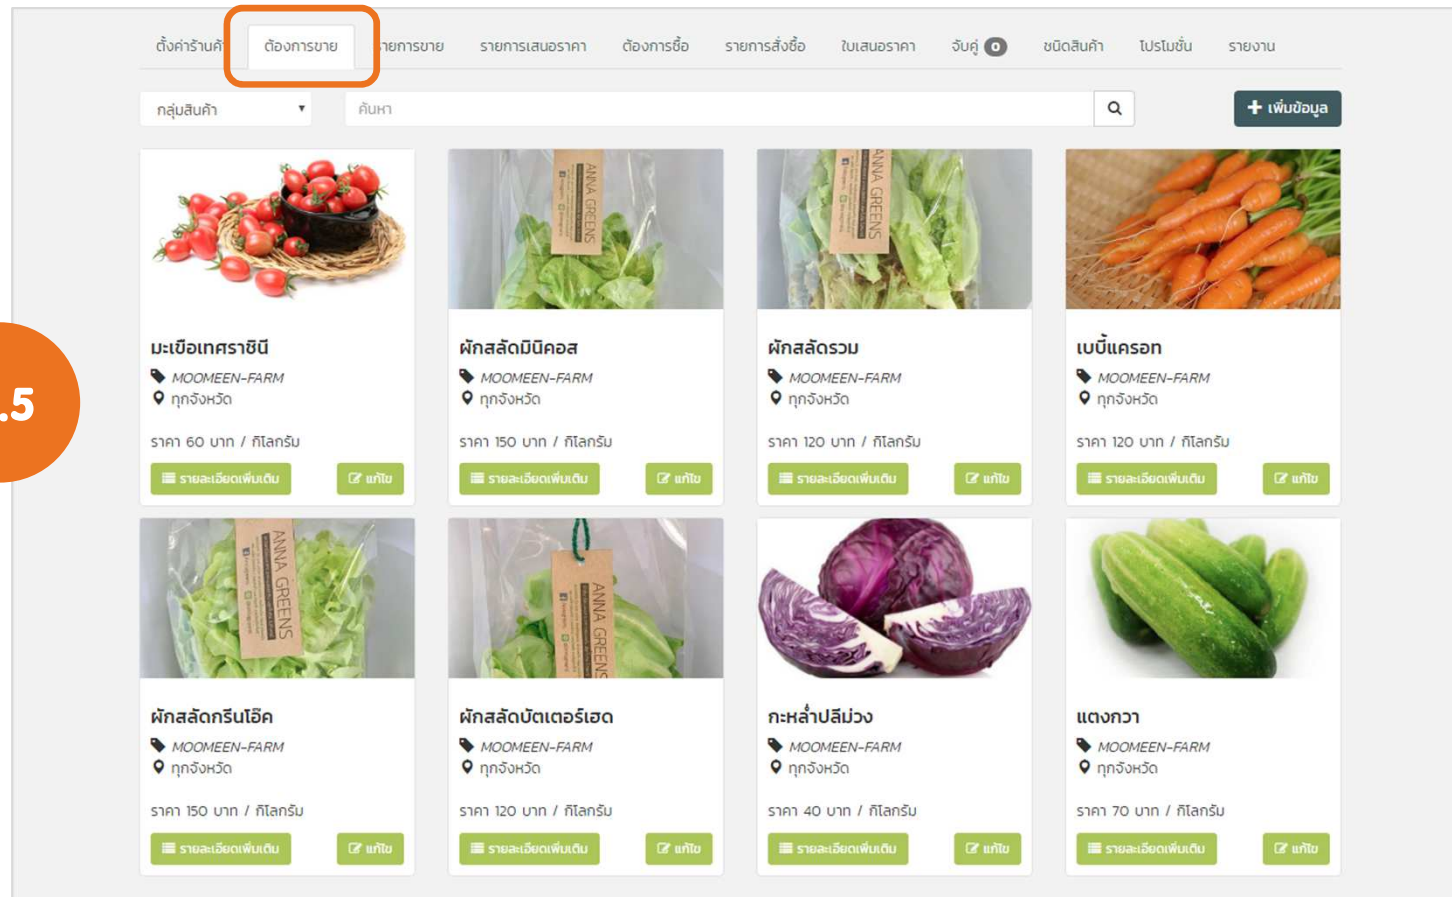 ตั้งค่าร้านค้า ต้องการขาย รายการขาย รายการเสนอราคา ต้องการซื้อ รายการสั่งซื้อ ใบเสนอราคา จับคู่ 0 ชนิดสินค้า โปรโมชั่น รายงาน
กลุ่มสินค้า ค้นหา เพิ่มข้อมูล
ANNA GREENS ANNA GREENS
มะเขือเทศราชินี ผักสลัดมินิคอส ผักสลัดรวม เบบี้แครอท
MOOMEEN-FARM MOOMEEN-FARM MOOMEEN-FARM MOOMEEN-FARM
.5
ทุกจังหวัด ทุกจังหวัด ทุกจังหวัด ทุกจังหวัด
ราคา 60 บาท / กิโลกรัม ราคา 150 บาท / กิโลกรัม ราคา 120 บาท / กิโลกรัม ราคา 120 บาท / กิโลกรัม
รายละเอียดเพิ่มเติม แก้ไข รายละเอียดเพิ่มเติม แก้ไข รายละเอียดเพิ่มเติม แก้ไข รายละเอียดเพิ่มเติม แก้ไข
ANNA GREENS ANNA GREENS
ผักสลัดกรีนโอ๊ค ผักสลัดบัตเตอร์เฮด กะหล่ำปลีม่วง แตงกวา
MOOMEEN-FARM MOOMEEN-FARM MOOMEEN-FARM MOOMEEN-FARM
ทุกจังหวัด ทุกจังหวัด ทุกจังหวัด ทุกจังหวัด
ราคา 150 บาท / กิโลกรัม ราคา 120 บาท / กิโลกรัม ราคา 40 บาท / กิโลกรัม ราคา 70 บาท / กิโลกรัม
รายละเอียดเพิ่มเติม แก้ไข รายละเอียดเพิ่มเติม แก้ไข รายละเอียดเพิ่มเติม แก้ไข รายละเอียดเพิ่มเติม แก้ไข